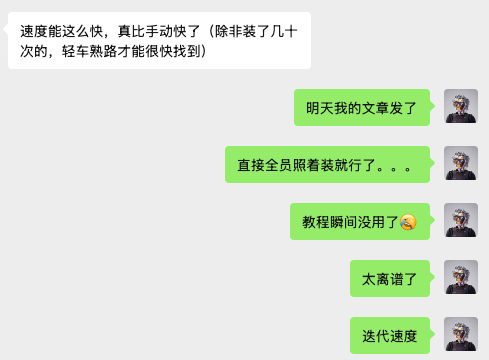 速度能这么快，真比手动快了（除非装了几十
次的，轻车熟路才能很快找到）
明天我的文章发了
直接全员照着装就行了。。。
教程瞬间没用了😂
太离谱了
迭代速度